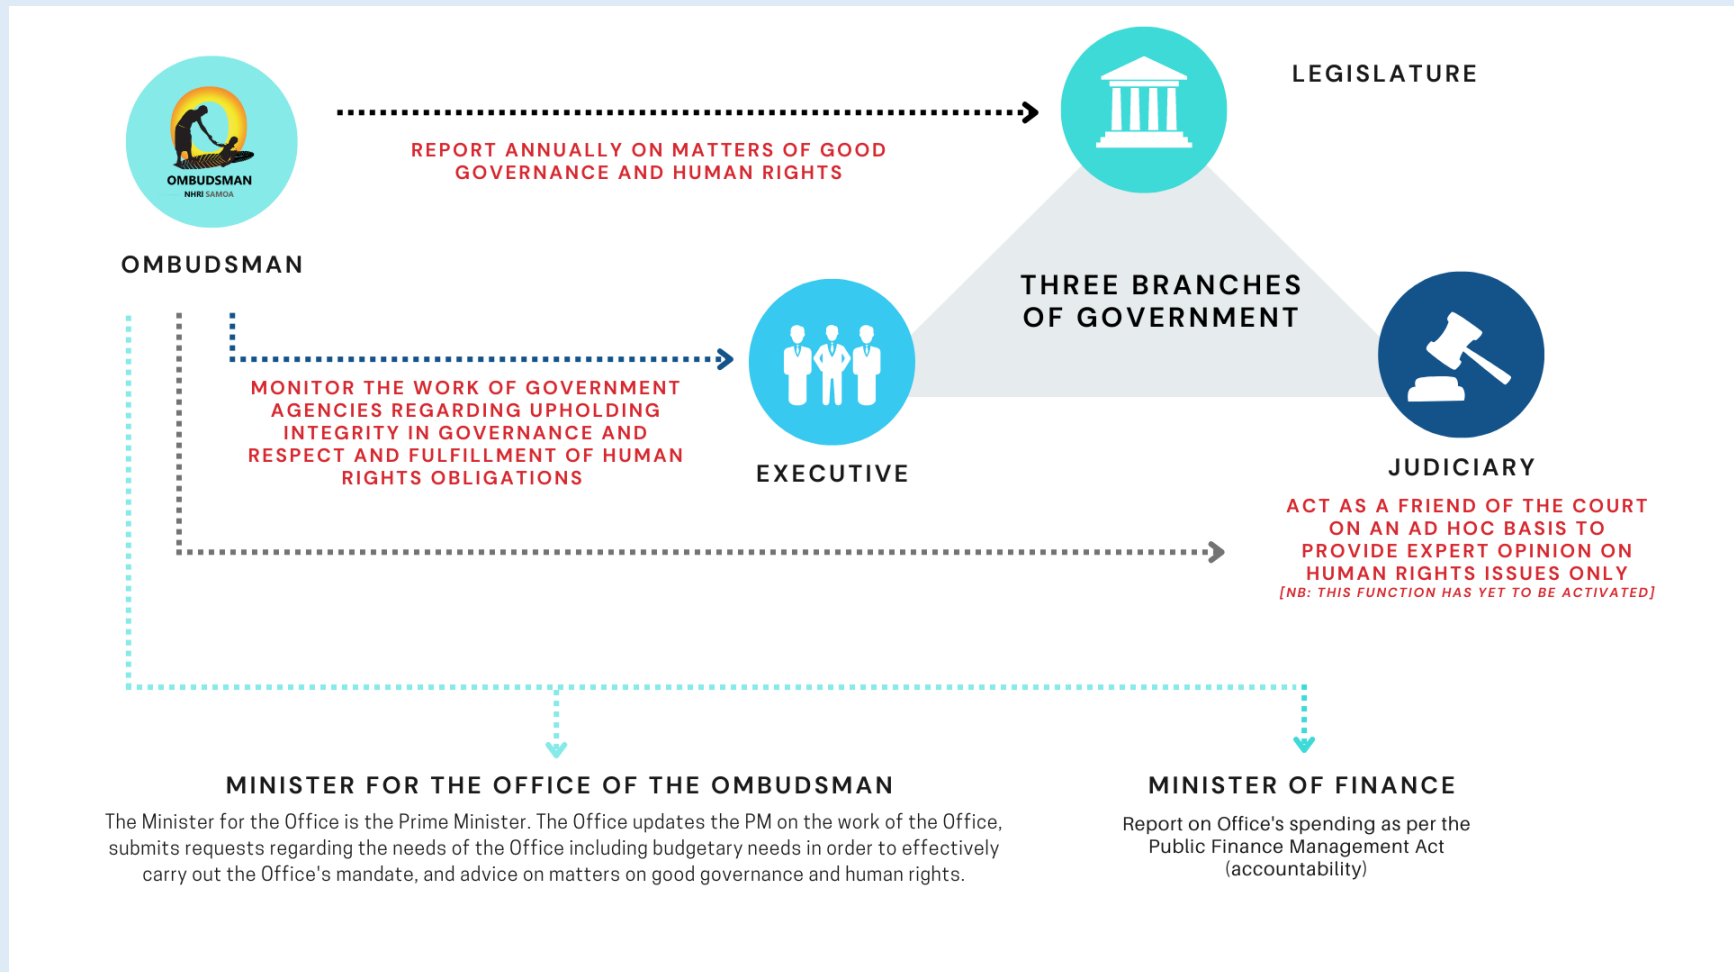 OMBUDSMAN
NHRI SAMOA
OMBUDSMAN
REPORT ANNUALLY ON MATTERS OF GOOD
GOVERNANCE AND HUMAN RIGHTS
LEGISLATURE
THREE BRANCHES
OF GOVERNMENT
MONITOR THE WORK OF GOVERNMENT
AGENCIES REGARDING UPHOLDING
INTEGRITY IN GOVERNANCE AND
RESPECT AND FULFILLMENT OF HUMAN
RIGHTS OBLIGATIONS
EXECUTIVE
JUDICIARY
ACT AS A FRIEND OF THE COURT
ON AN AD HOC BASIS TO
PROVIDE EXPERT OPINION ON
HUMAN RIGHTS ISSUES ONLY
[NB: THIS FUNCTION HAS YET TO BE ACTIVATED]
MINISTER FOR THE OFFICE OF THE OMBUDSMAN
The Minister for the Office is the Prime Minister. The Office updates the PM on the work of the Office,
submits requests regarding the needs of the Office including budgetary needs in order to effectively
carry out the Office's mandate, and advice on matters on good governance and human rights.
MINISTER OF FINANCE
Report on Office's spending as per the
Public Finance Management Act
(accountability)